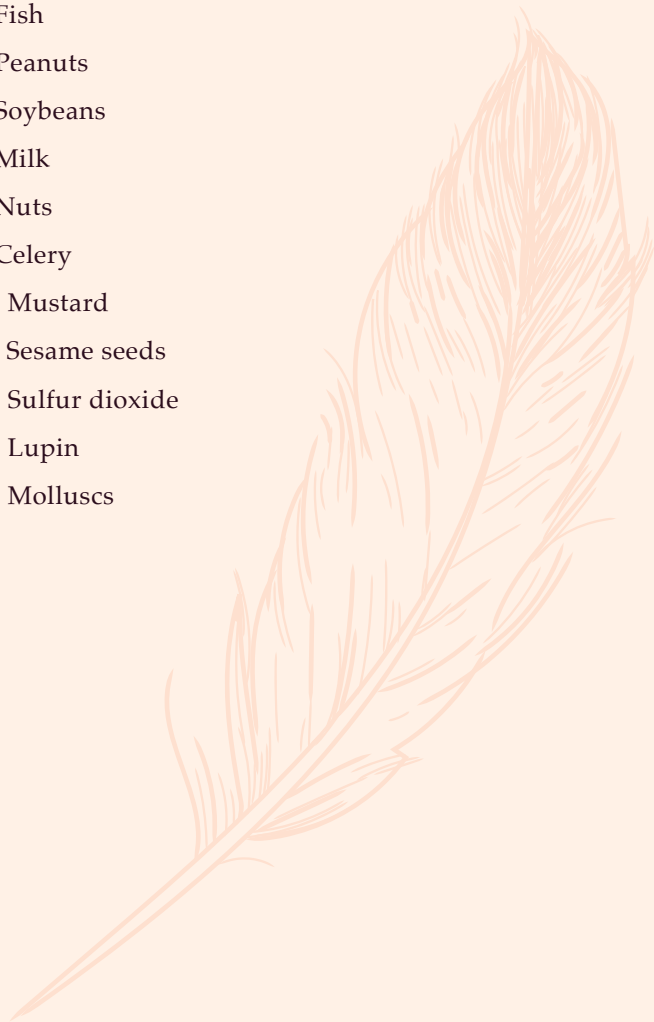 Fish
Peanuts
Soybeans
Milk
Nuts
Celery
Mustard
Sesame seeds
Sulfur dioxide
Lupin
Molluscs